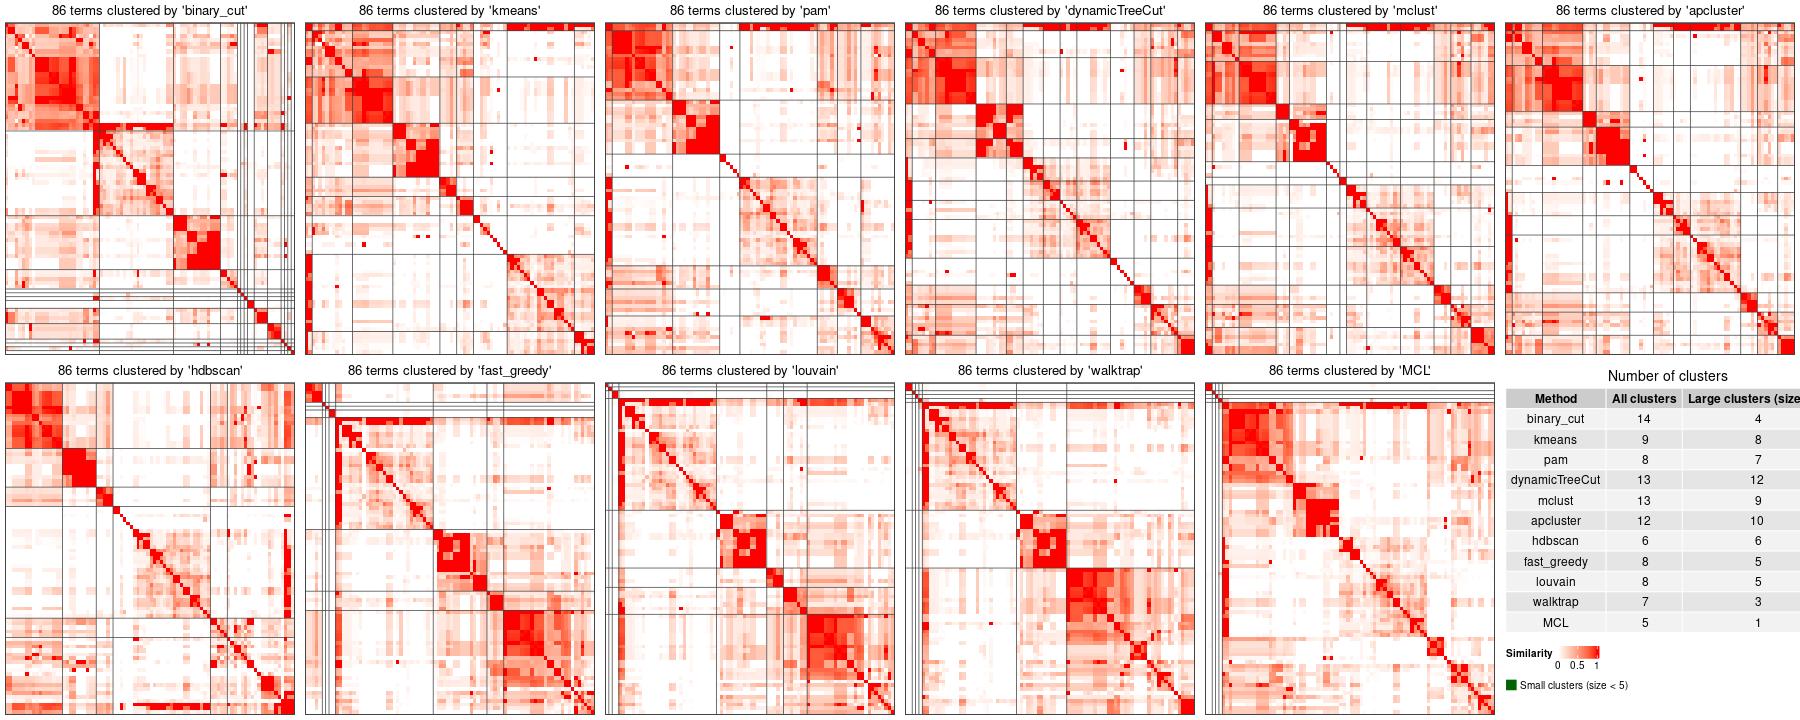 86 terms clustered by 'binary_cut'
86 terms clustered by 'kmeans'
86 terms clustered by 'pam'
86 terms clustered by 'dynamicTreeCut'
86 terms clustered by 'mclust'
86 terms clustered by 'apcluster'
86 terms clustered by 'hdbscan'
86 terms clustered by 'fast_greedy'
86 terms clustered by 'louvain'
86 terms clustered by 'walktrap'
86 terms clustered by 'MCL'
Number of clusters
Method All clusters Large clusters (size
binary_cut 14 4
kmeans 9 8
pam 8 7
dynamicTreeCut 13 12
mclust 13 9
apcluster 12 10
hdbscan 6 6
fast_greedy 8 5
louvain 8 5
walktrap 7 3
MCL 5 1
Similarity
0 0.5 1
Small clusters (size < 5)